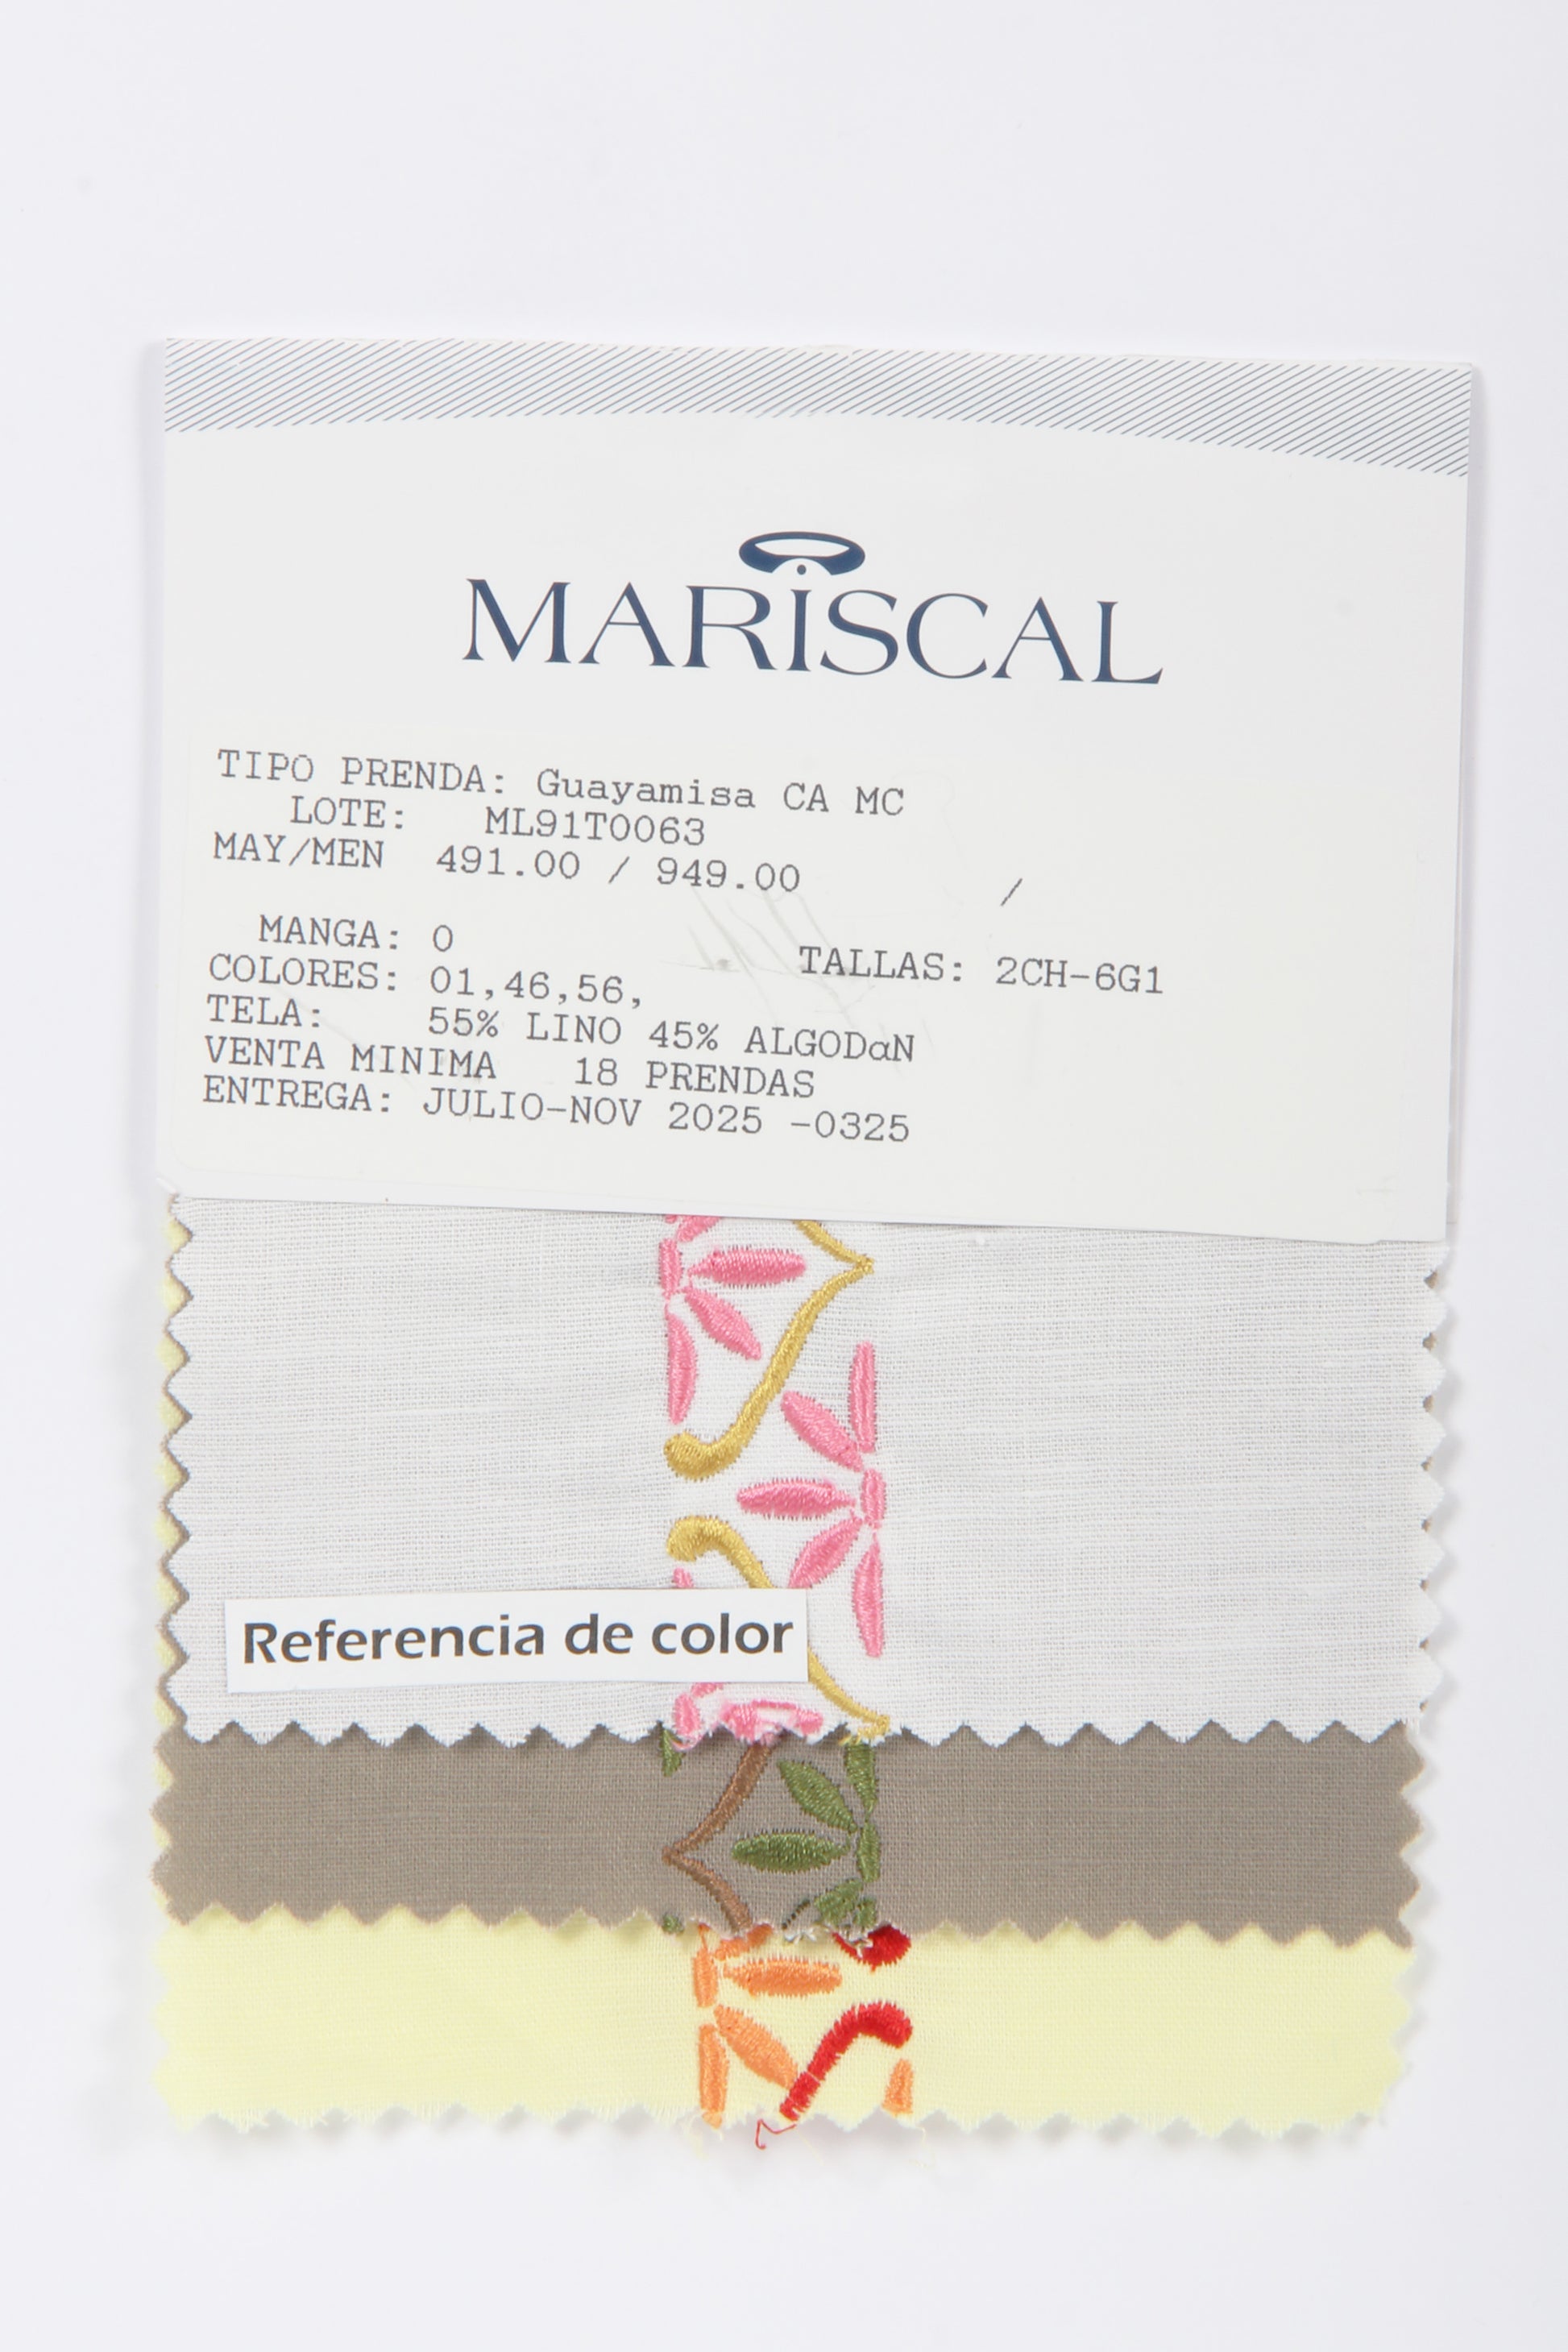 MARISCAL
TIPO PRENDA: Guayamisa CA MC
LOTE: ML91T0063
MAY/MEN 491.00 / 949.00 /
MANGA: 0 TALLAS: 2CH-6G1
COLORES: 01,46,56,
TELA: 55% LINO 45% ALGODαN
VENTA MINIMA 18 PRENDAS
ENTREGA: JULIO-NOV 2025 -0325
Referencia de color